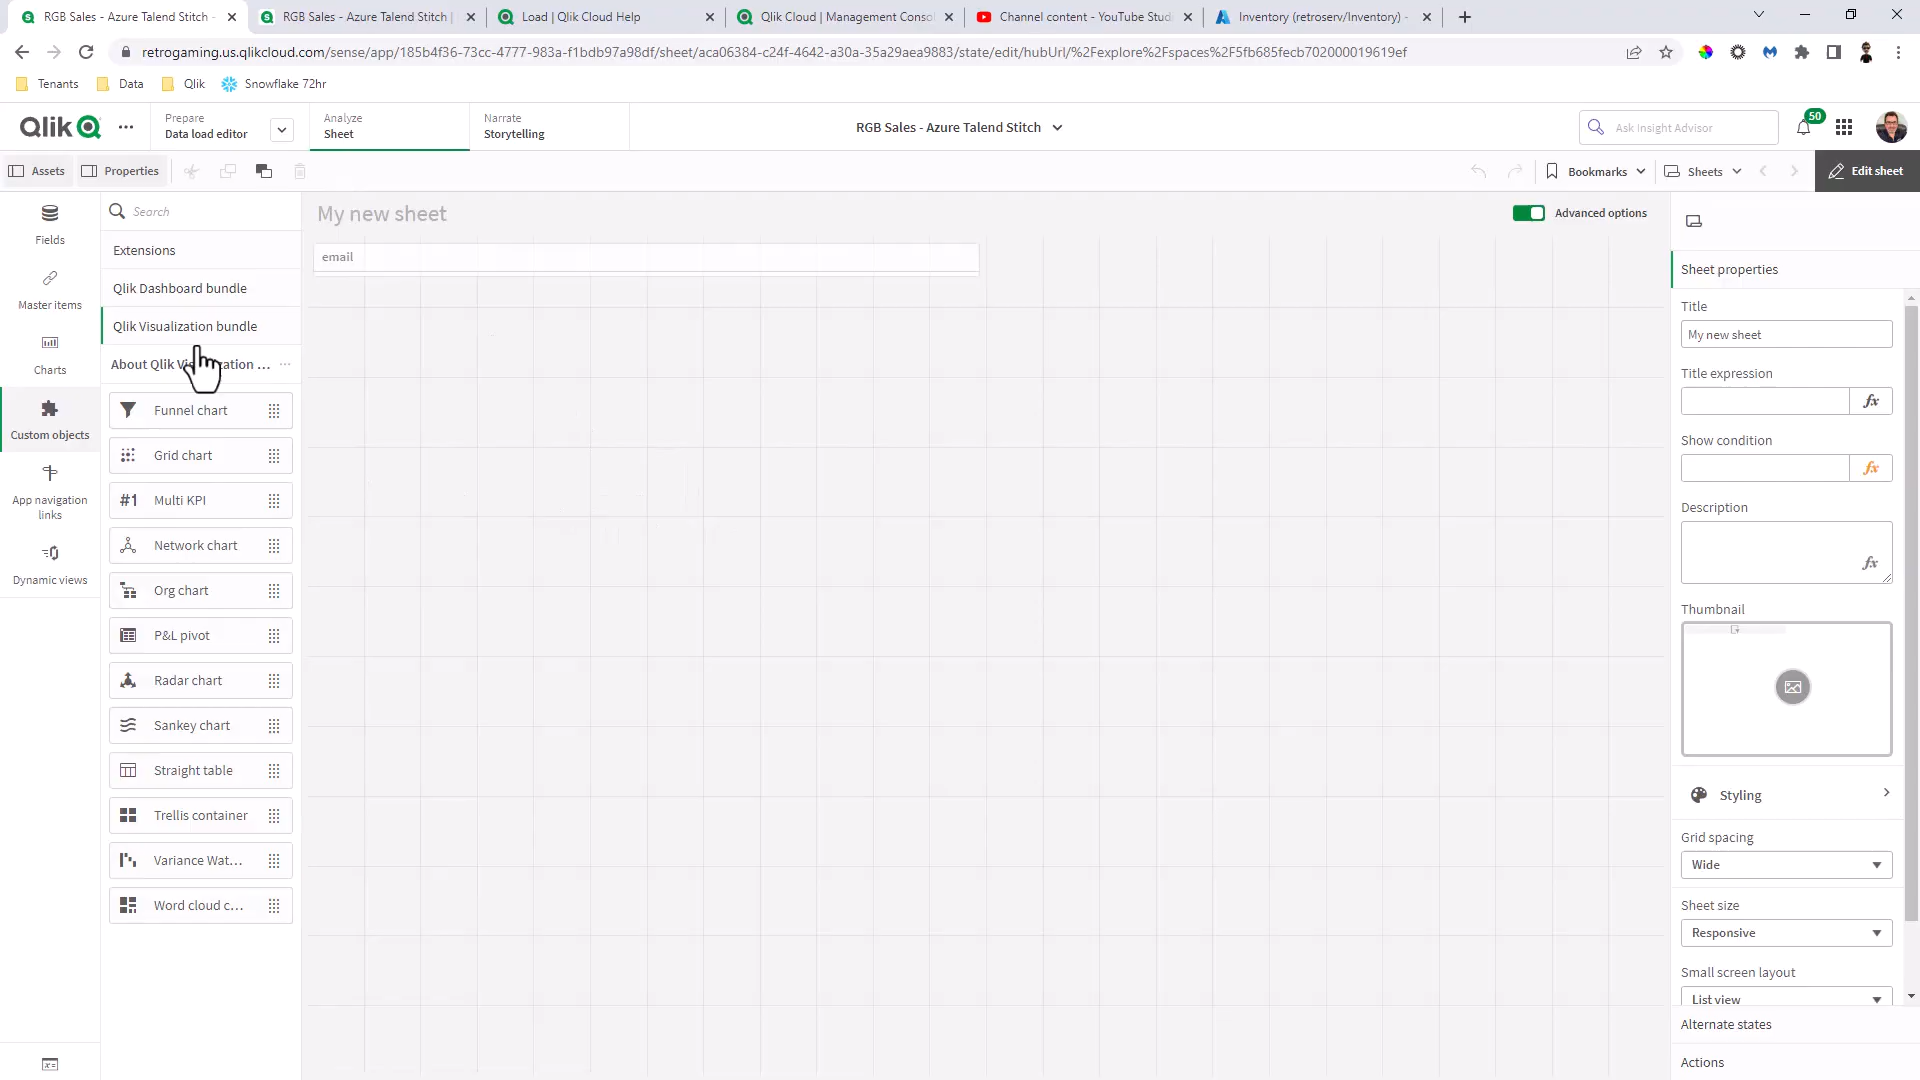 RGB Sales - Azure Talend Stitch -
RGB Sales - Azure Talend Stitch |
Load | Qlik Cloud Help
Qlik Cloud | Management Consol
Channel content - YouTube Stud
Inventory (retroserv/Inventory) -
retrogaming.us.qlikcloud.com/sense/app/185b4f36-73cc-4777-983a-f1bdb97a98df/sheet/aca06384-c24f-4642-a30a-35a29aea9883/state/edit/hubUrl/%2Fexplore%2Fspaces%2F5fb685fecb702000019619ef
Tenants
Data
Qlik
Snowflake 72hr
Qlik
Prepare
Data load editor
Analyze
Sheet
Narrate
Storytelling
RGB Sales - Azure Talend Stitch
Ask Insight Advisor
50
Assets
Properties
Bookmarks
Sheets
Edit sheet
Fields
Master items
Charts
Custom objects
App navigation
links
Dynamic views
Search
Extensions
Qlik Dashboard bundle
Qlik Visualization bundle
Funnel chart
Grid chart
#1 Multi KPI
Network chart
Org chart
P&L pivot
Radar chart
Sankey chart
Straight table
Trellis container
Variance Wat...
Word cloud c...
My new sheet
Advanced options
email
Sheet properties
Title
My new sheet
Title expression
fx
Show condition
fx
Description
fx
Thumbnail
Styling
Grid spacing
Wide
Sheet size
Responsive
Small screen layout
List view
Alternate states
Actions